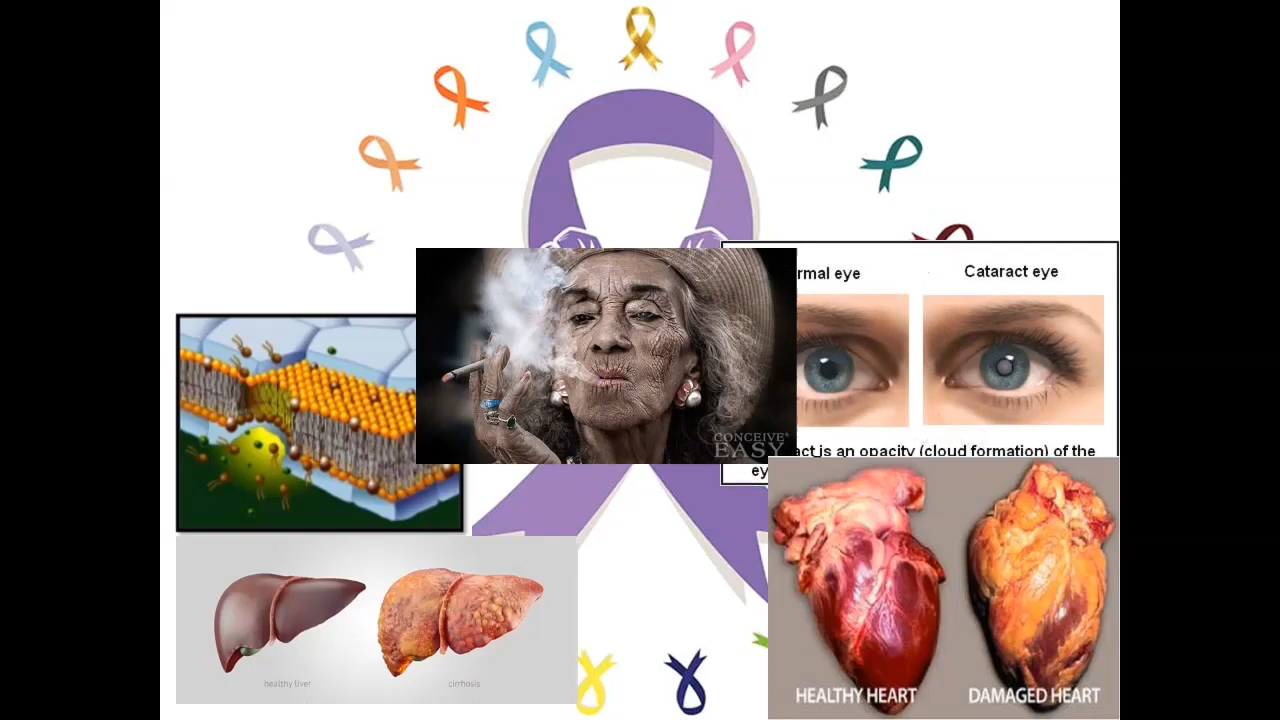 rmal eye
Cataract eye
act is an opacity (cloud formation) of the
ey
CONCEIVE
EASY
healthy liver
cirrhosis
HEALTHY HEART
DAMAGED HEART